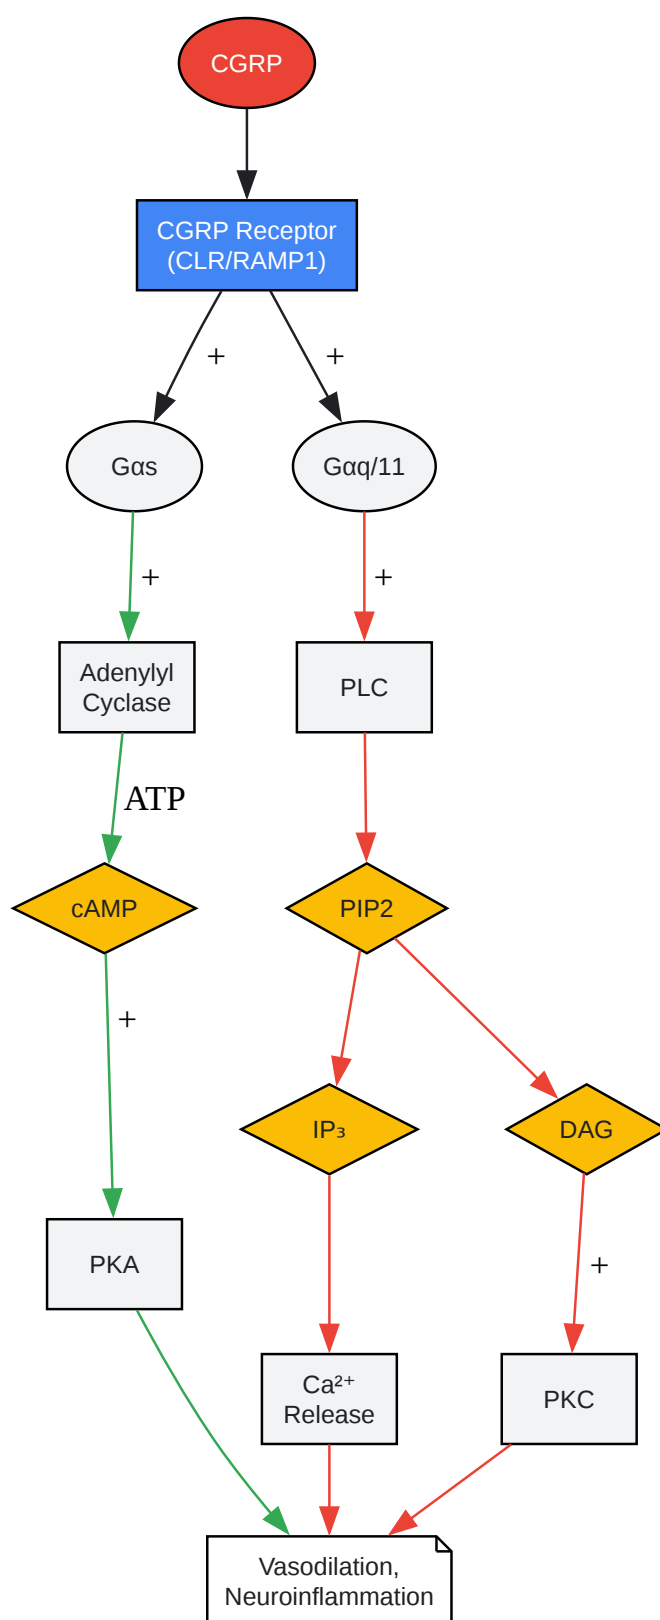 CGRP
CGRP Receptor
(CLR/RAMP1)
+
+
Gαs
Gαq/11
+
+
Adenylyl
Cyclase
PLC
ATP
cAMP
PIP2
+
IP₃
DAG
PKA
+
Ca²⁺
Release
PKC
Vasodilation,
Neuroinflammation